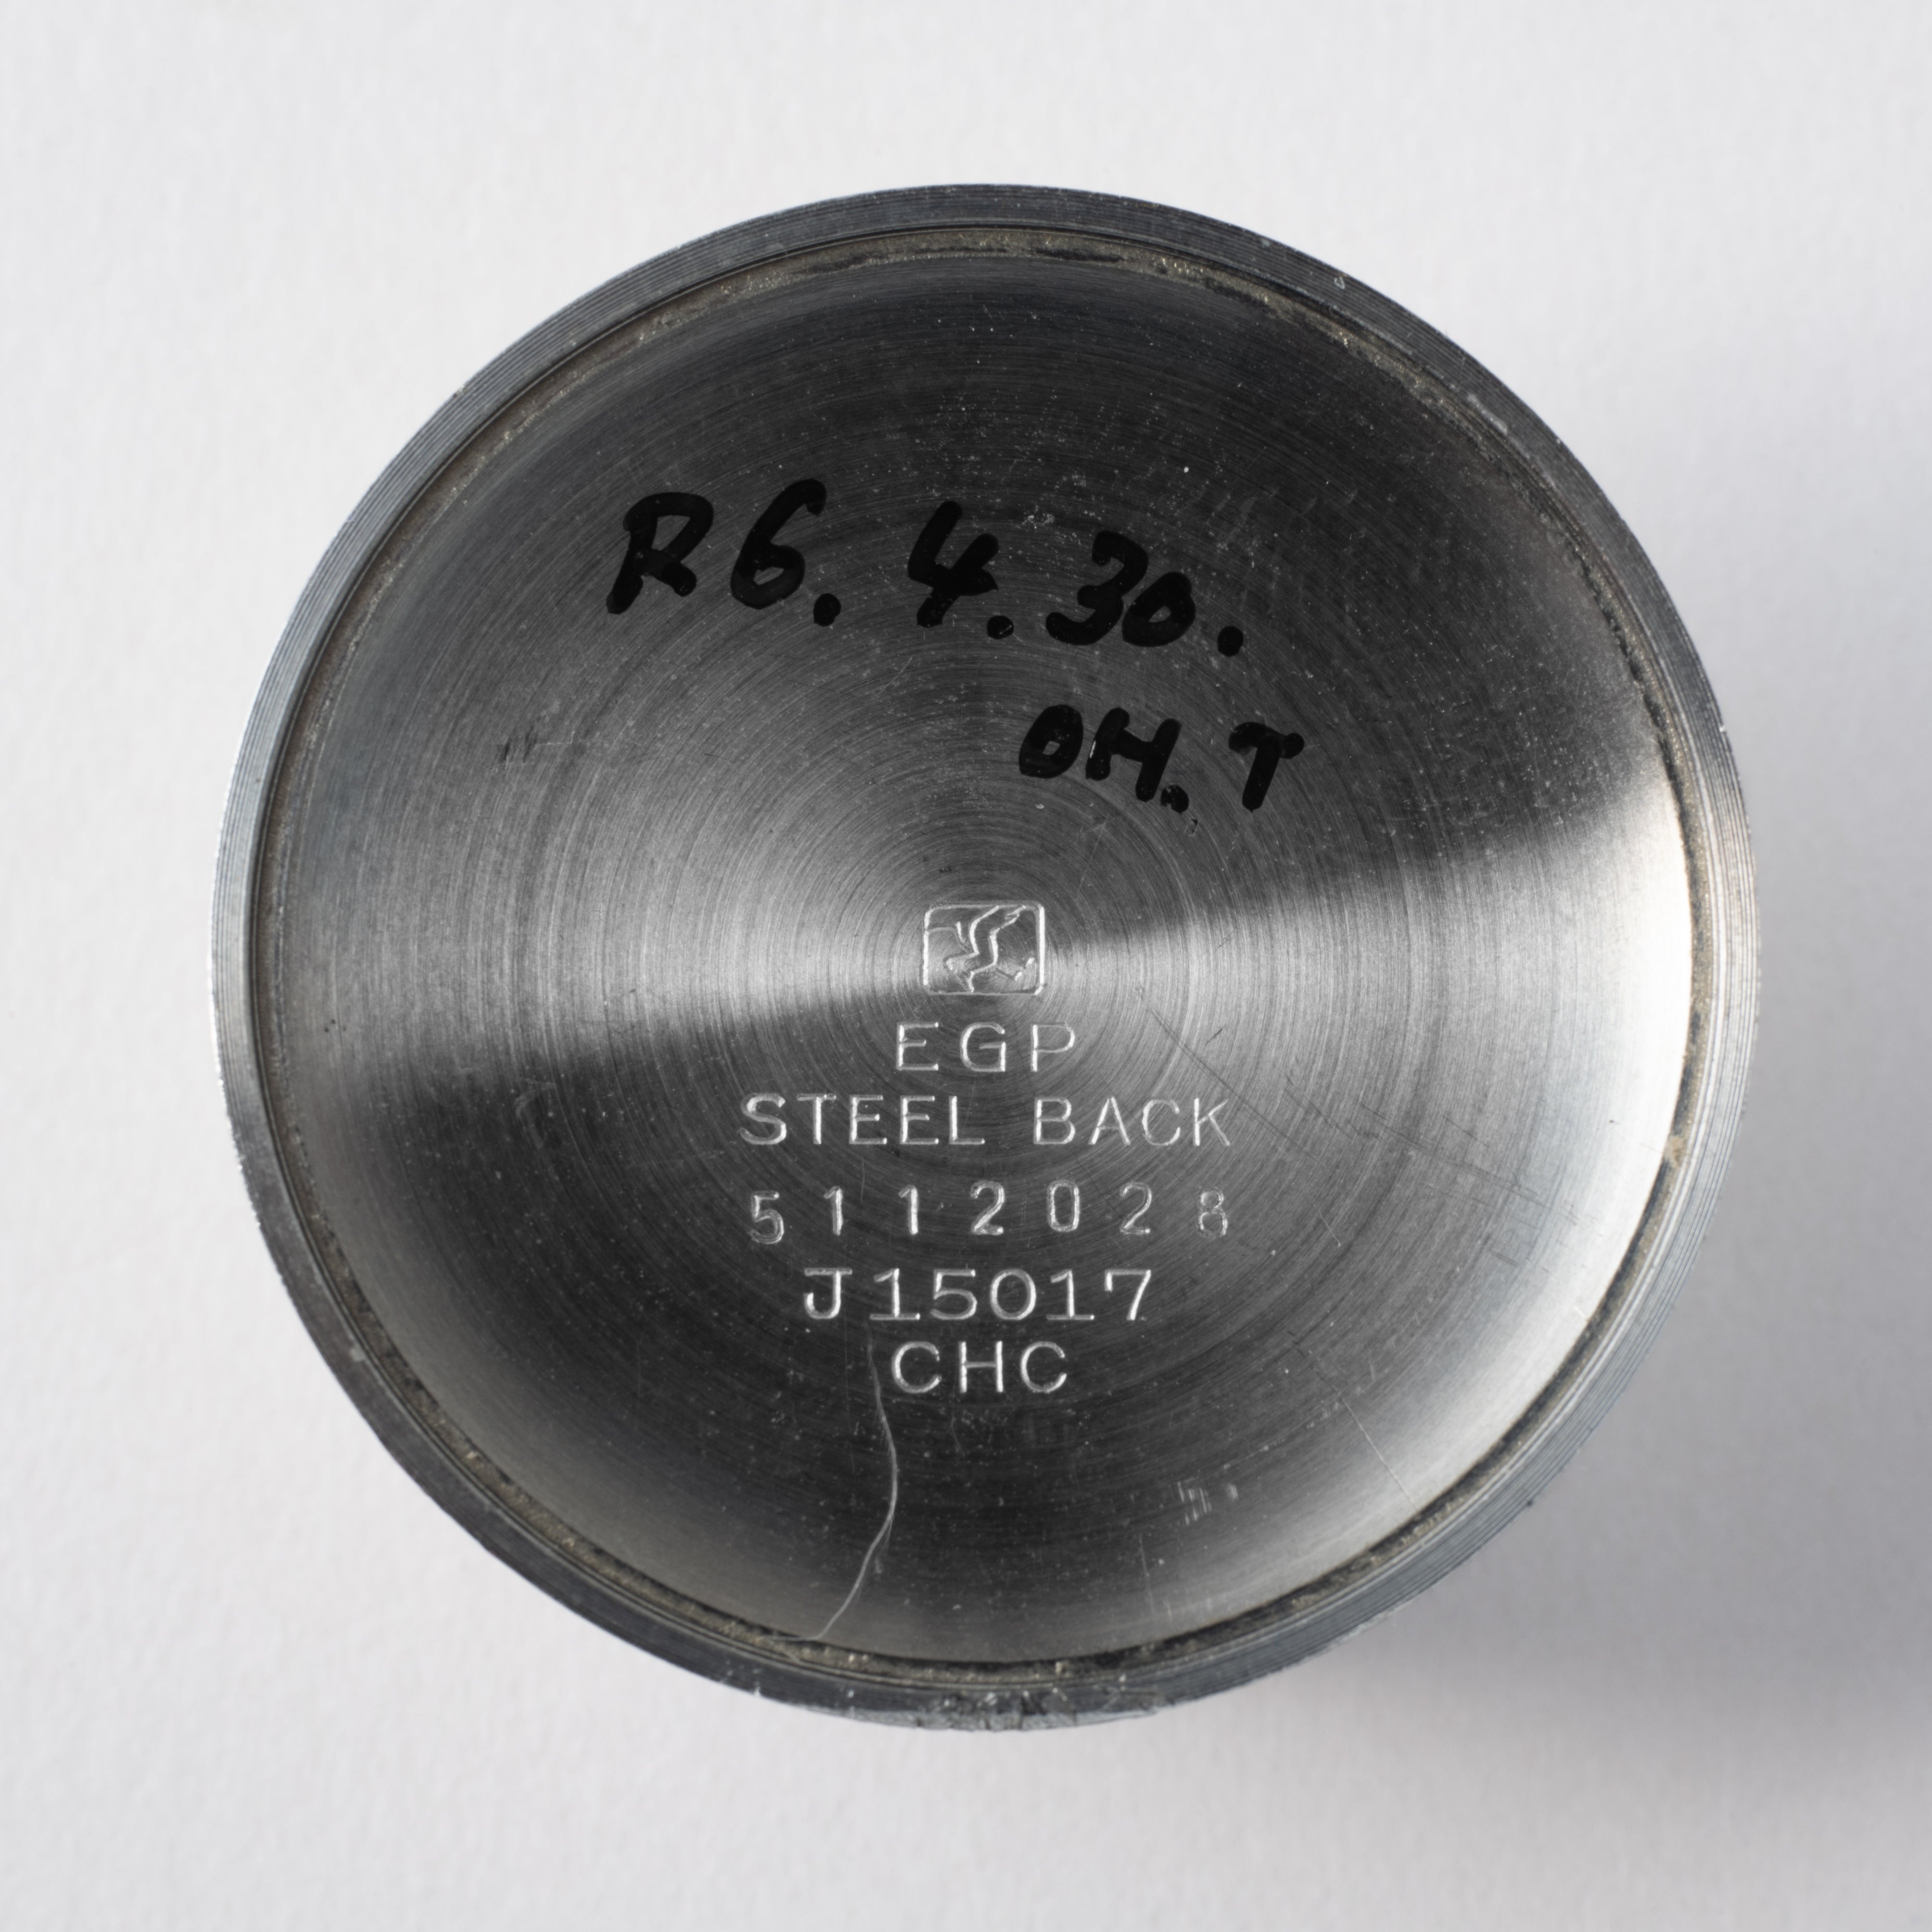 R6. 4. 30.
OH. T
EGP
STEEL BACK
5112028
J15017
CHC